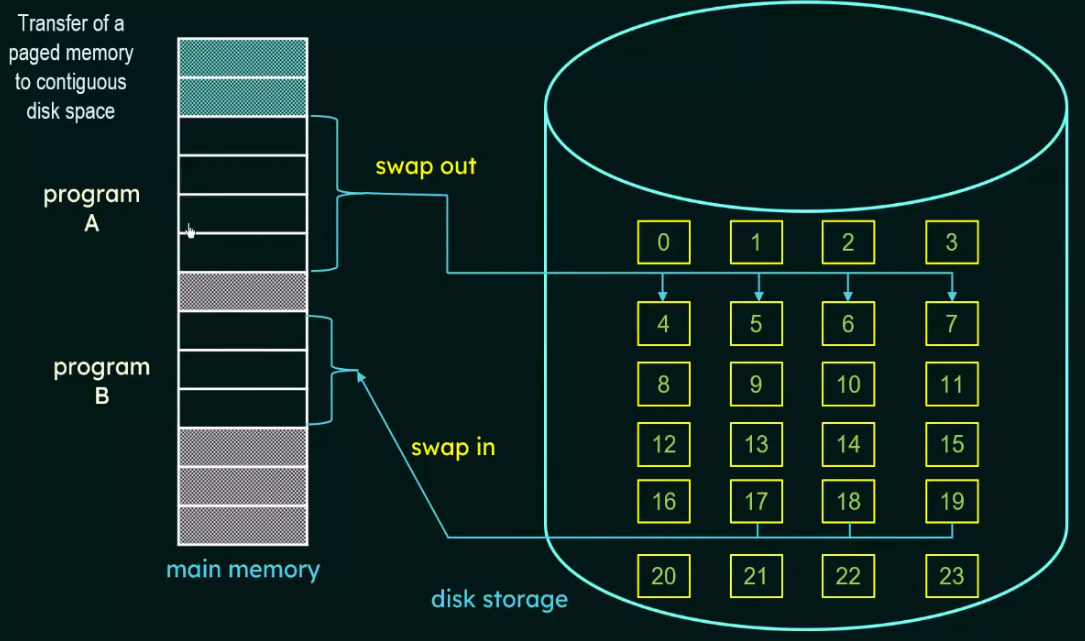 Transfer of a
paged memory
to contiguous
disk space
program
A
program
B
main memory
swap out
swap in
disk storage
0 1 2 3
4 5 6 7
8 9 10 11
12 13 14 15
16 17 18 19
20 21 22 23